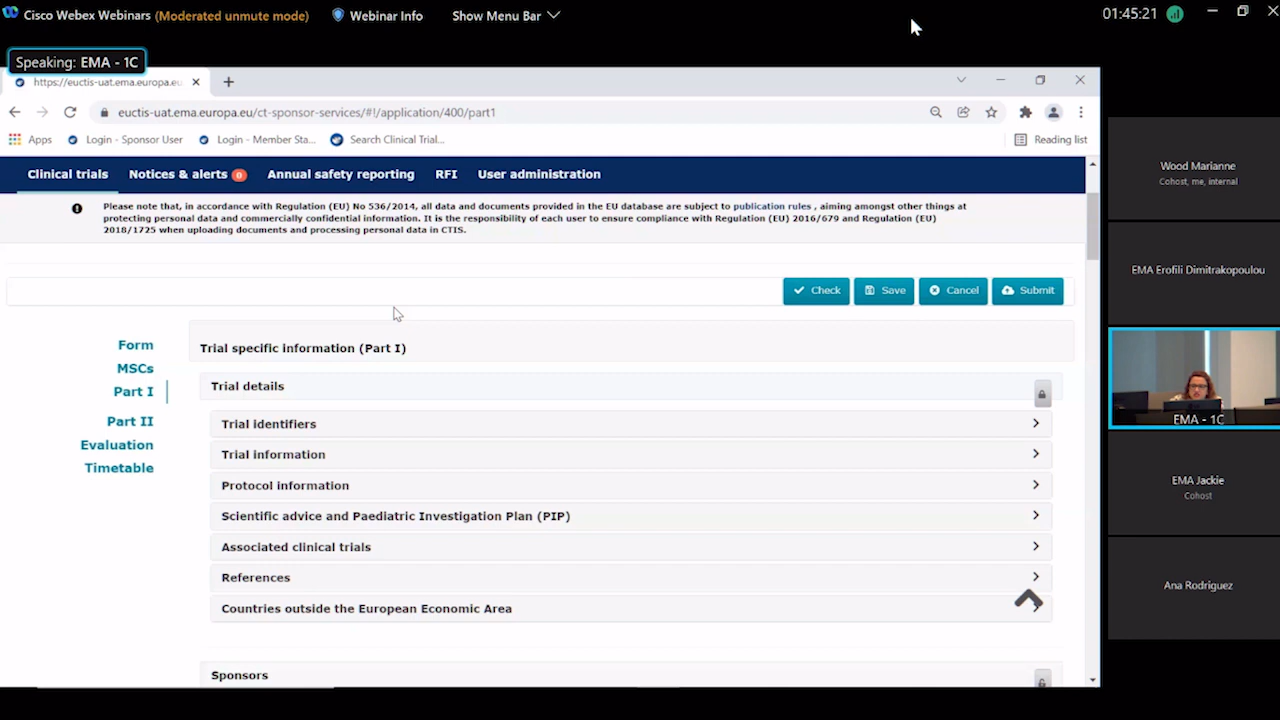 Cisco Webex Webinars (Moderated unmute mode) Webinar Info Show Menu Bar 01:45:21
Speaking: EMA - 1C
https://euctis-uat.ema.europa.eu
euctis-uat.ema.europa.eu/ct-sponsor-services/#!/application/400/part1
Apps Login - Sponsor User Login - Member Sta... Search Clinical Trial... Reading list
Clinical trials Notices & alerts 0 Annual safety reporting RFI User administration
Please note that, in accordance with Regulation (EU) No 536/2014, all data and documents provided in the EU database are subject to publication rules , aiming amongst other things at
protecting personal data and commercially confidential information. It is the responsibility of each user to ensure compliance with Regulation (EU) 2016/679 and Regulation (EU)
2018/1725 when uploading documents and processing personal data in CTIS.
Check Save Cancel Submit
Form
MSCs
Part I
Part II
Evaluation
Timetable
Trial specific information (Part I)
Trial details
Trial identifiers
Trial information
Protocol information
Scientific advice and Paediatric Investigation Plan (PIP)
Associated clinical trials
References
Countries outside the European Economic Area
Sponsors
Wood Marianne
Cohost, me, internal
EMA Erofili Dimitrakopoulou
EMA - 1C
EMA Jackie
Cohost
Ana Rodriguez